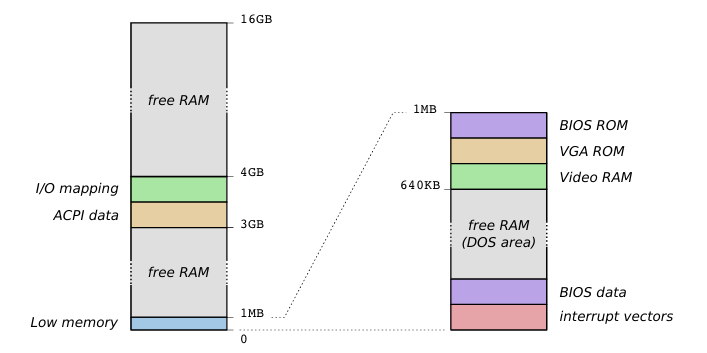 16GB
free RAM
4GB
I/O mapping
ACPI data
3GB
free RAM
1MB
Low memory
0
1MB
BIOS ROM
VGA ROM
Video RAM
640KB
free RAM
(DOS area)
BIOS data
interrupt vectors